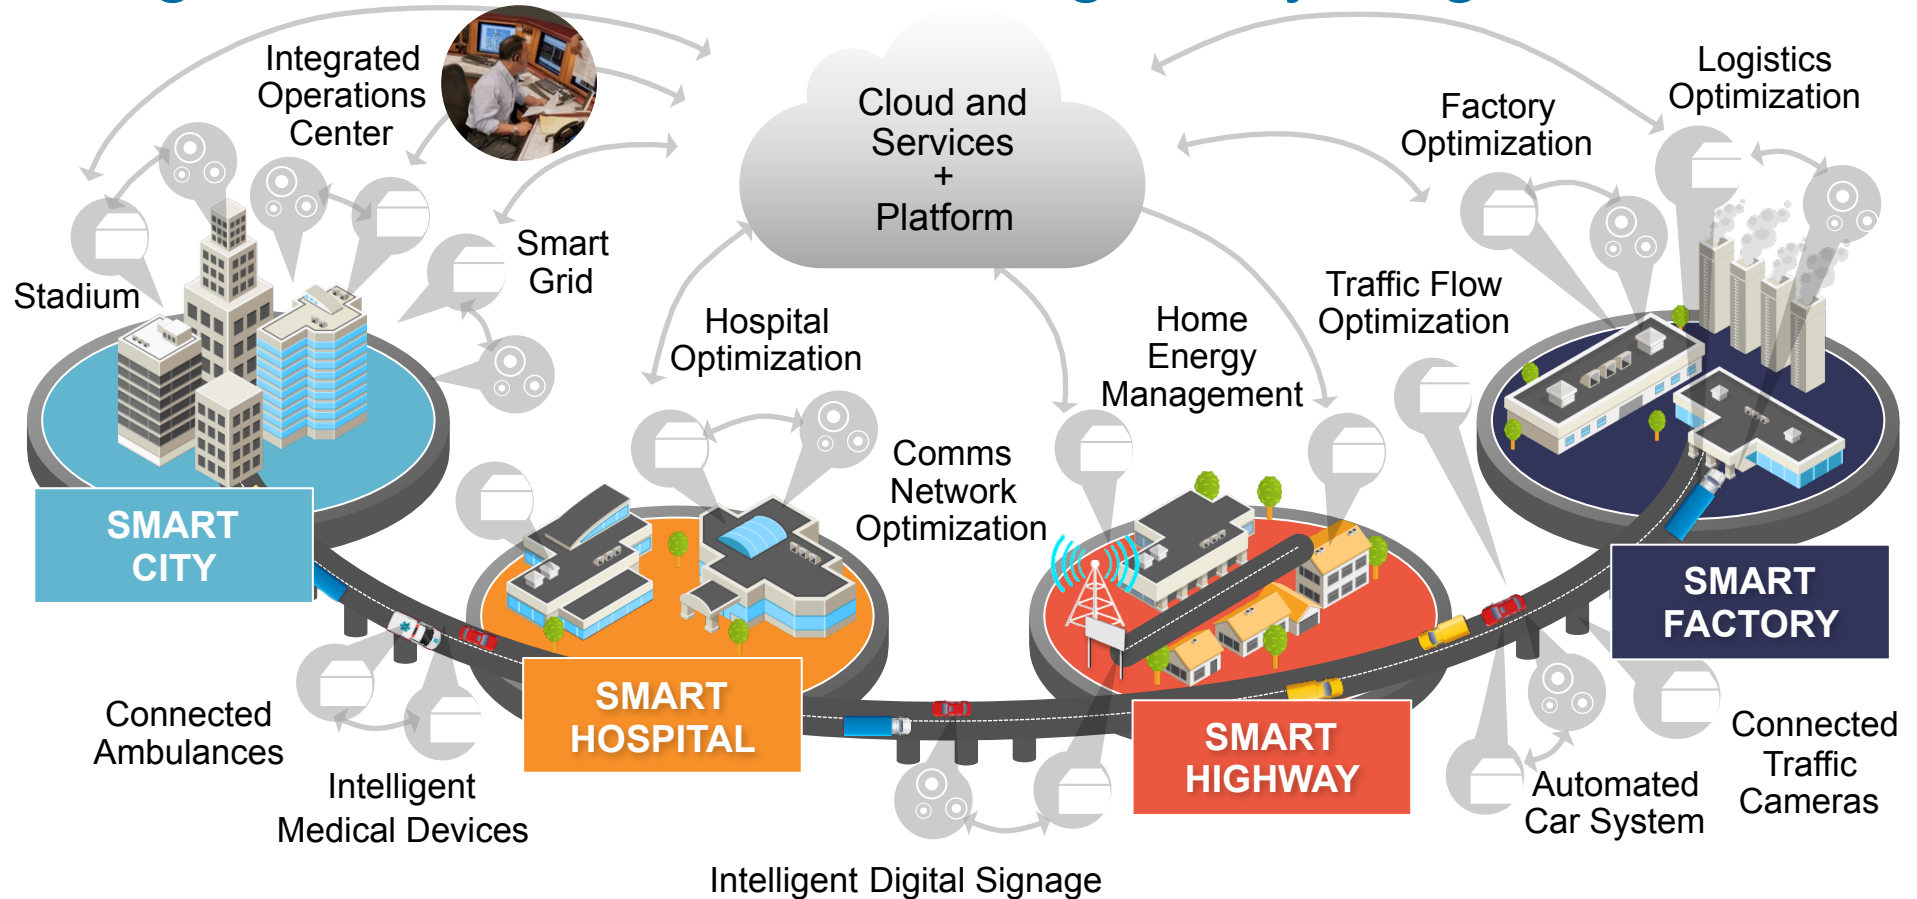 Integrated
Operations
Center
Cloud and
Services
+
Platform
Logistics
Optimization
Factory
Optimization
Stadium
Smart
Grid
Hospital
Optimization
Home
Energy
Management
Traffic Flow
Optimization
Comms
Network
Optimization
SMART
CITY
SMART
HOSPITAL
SMART
HIGHWAY
SMART
FACTORY
Connected
Ambulances
Intelligent
Medical Devices
Intelligent Digital Signage
Automated
Car System
Connected
Traffic
Cameras